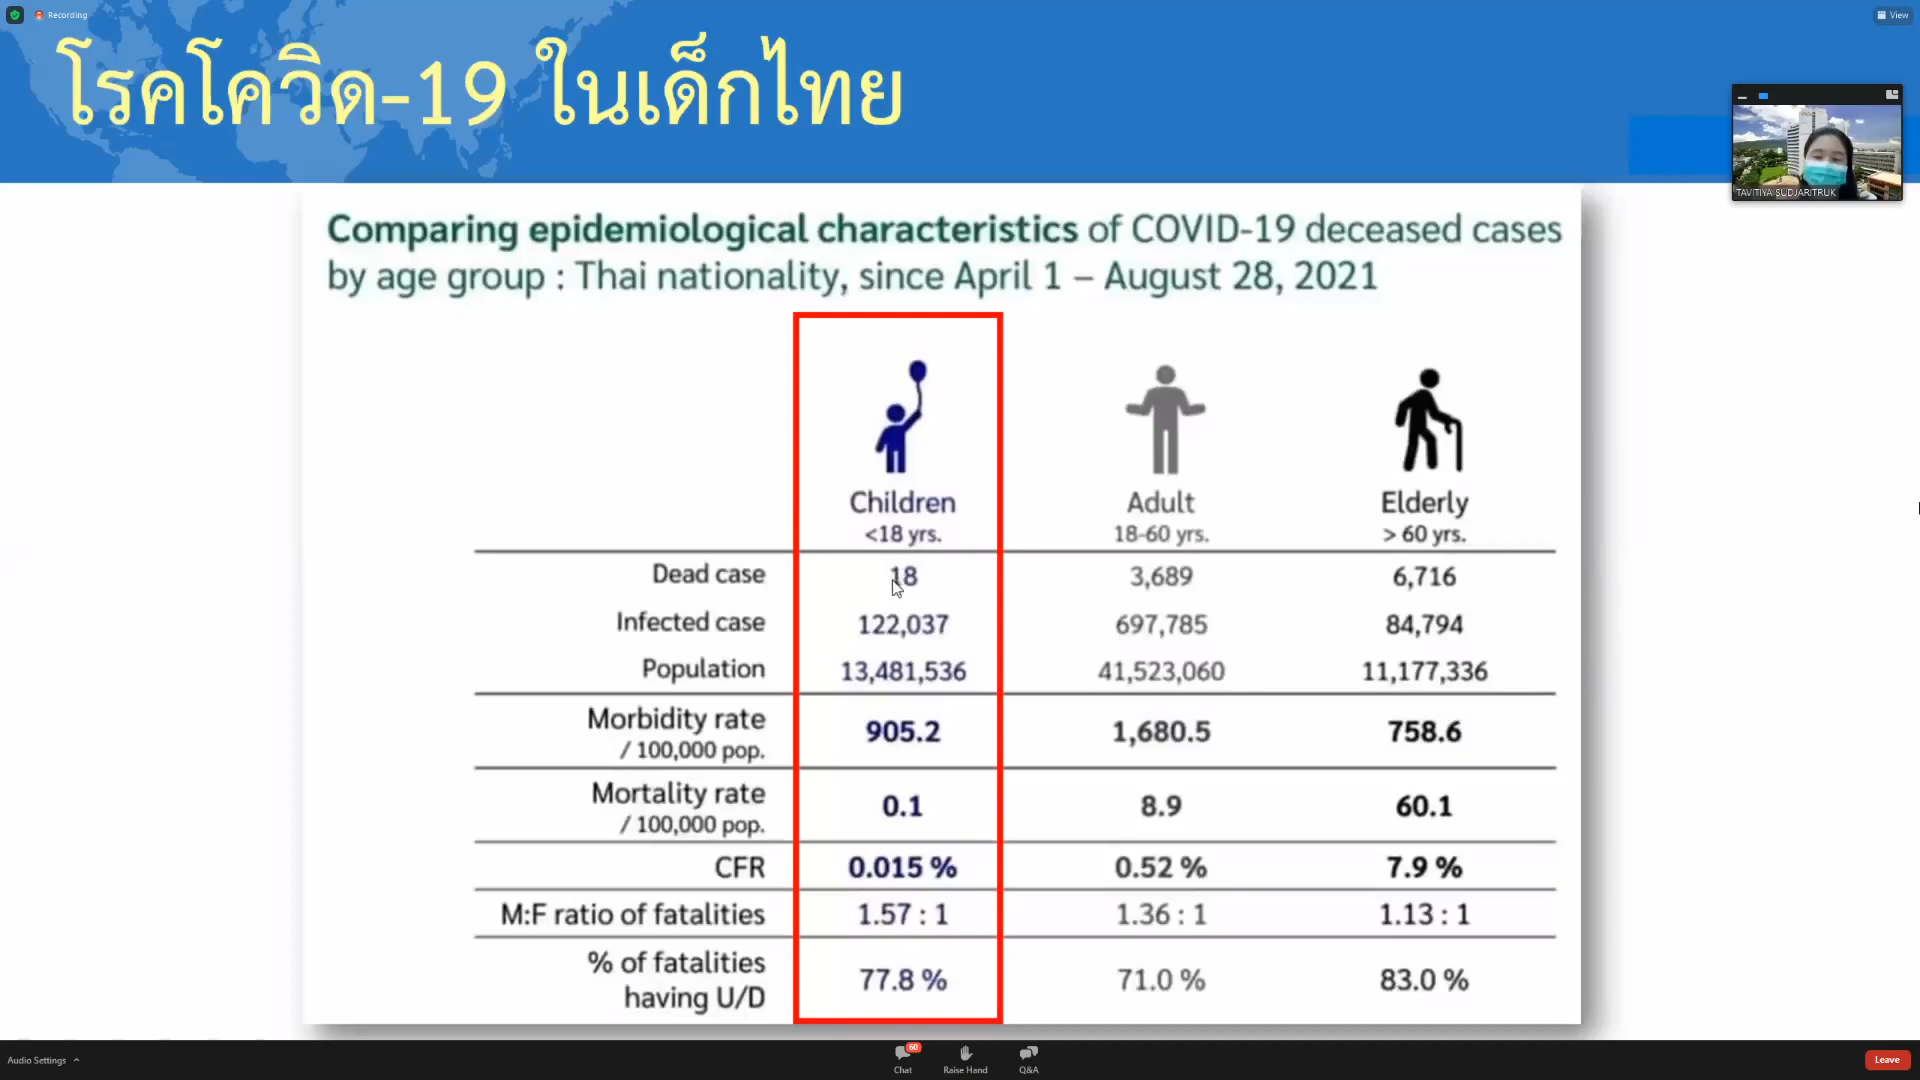 Recording
View
โรคโควิด-19 ในเด็กไทย
TAVITIYA SUDJARITRUK
Comparing epidemiological characteristics of COVID-19 deceased cases
by age group : Thai nationality, since April 1 – August 28, 2021
Children Adult Elderly
<18 yrs. 18-60 yrs. > 60 yrs.
Dead case 18 3,689 6,716
Infected case 122,037 697,785 84,794
Population 13,481,536 41,523,060 11,177,336
Morbidity rate
/ 100,000 pop. 905.2 1,680.5 758.6
Mortality rate
/ 100,000 pop. 0.1 8.9 60.1
CFR 0.015 % 0.52 % 7.9 %
M:F ratio of fatalities 1.57 : 1 1.36 : 1 1.13 : 1
% of fatalities
having U/D 77.8 % 71.0 % 83.0 %
Audio Settings
60
Chat
Raise Hand
Q&A
Leave